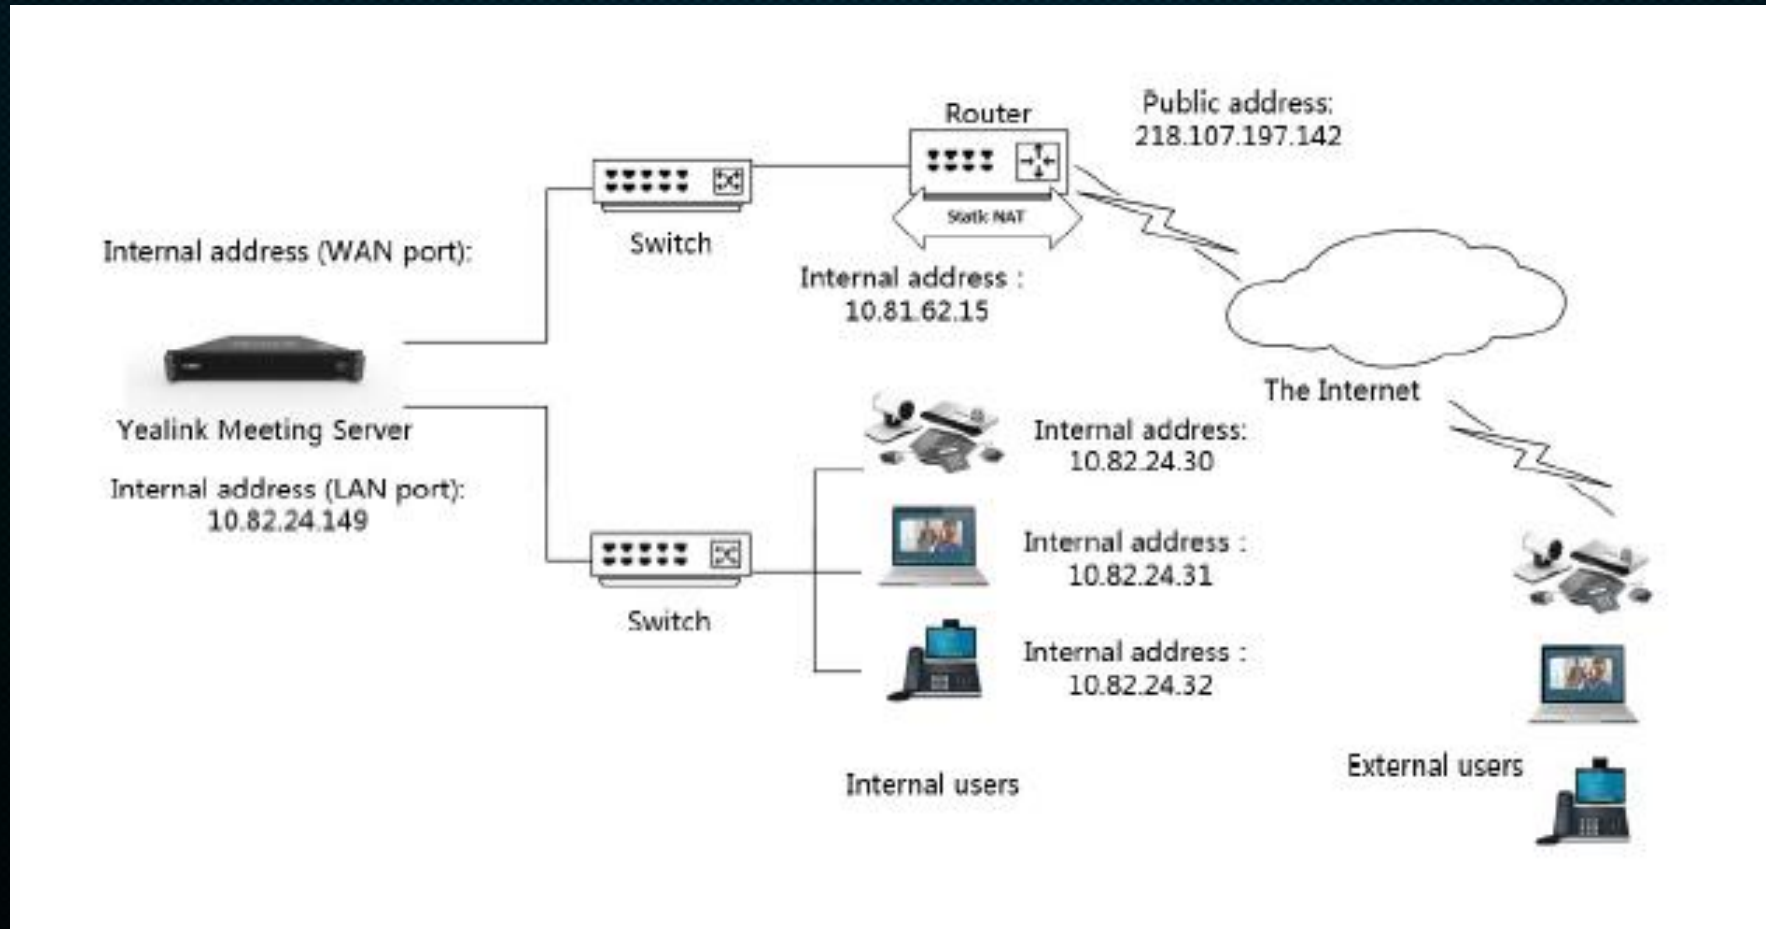 Router
Public address:
218.107.197.142
Static NAT
Switch
Internal address (WAN port):
Internal address :
10.81.62.15
The Internet
Yealink Meeting Server
Internal address (LAN port):
10.82.24.149
Internal address:
10.82.24.30
Internal address :
10.82.24.31
Switch
Internal address :
10.82.24.32
Internal users
External users